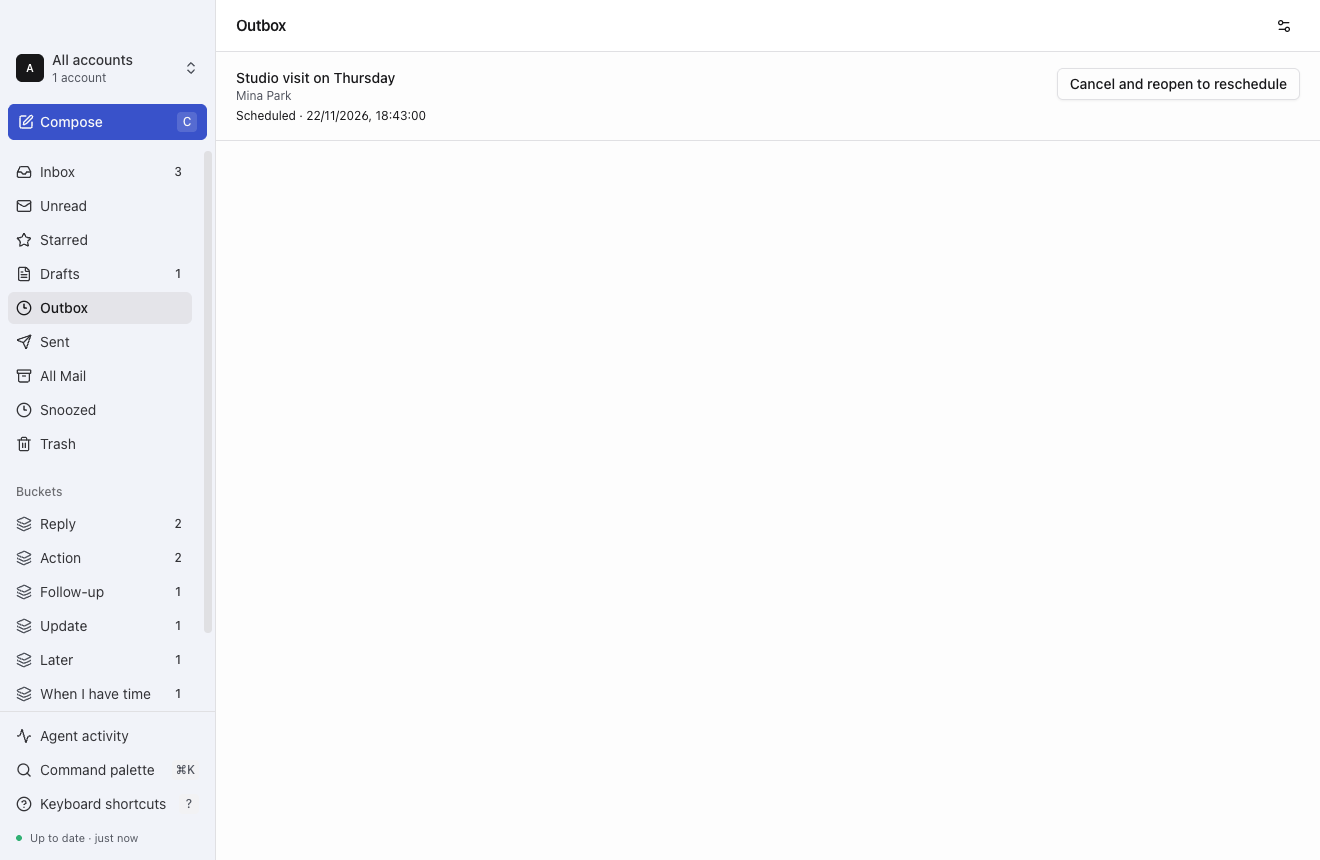 A
All accounts
1 account
Compose C
Inbox 3
Unread
Starred
Drafts 1
Outbox
Sent
All Mail
Snoozed
Trash
Buckets
Reply 2
Action 2
Follow-up 1
Update 1
Later 1
When I have time 1
Agent activity
Command palette ⌘K
Keyboard shortcuts ?
Up to date · just now
Outbox
Studio visit on Thursday
Mina Park
Scheduled · 22/11/2026, 18:43:00
Cancel and reopen to reschedule